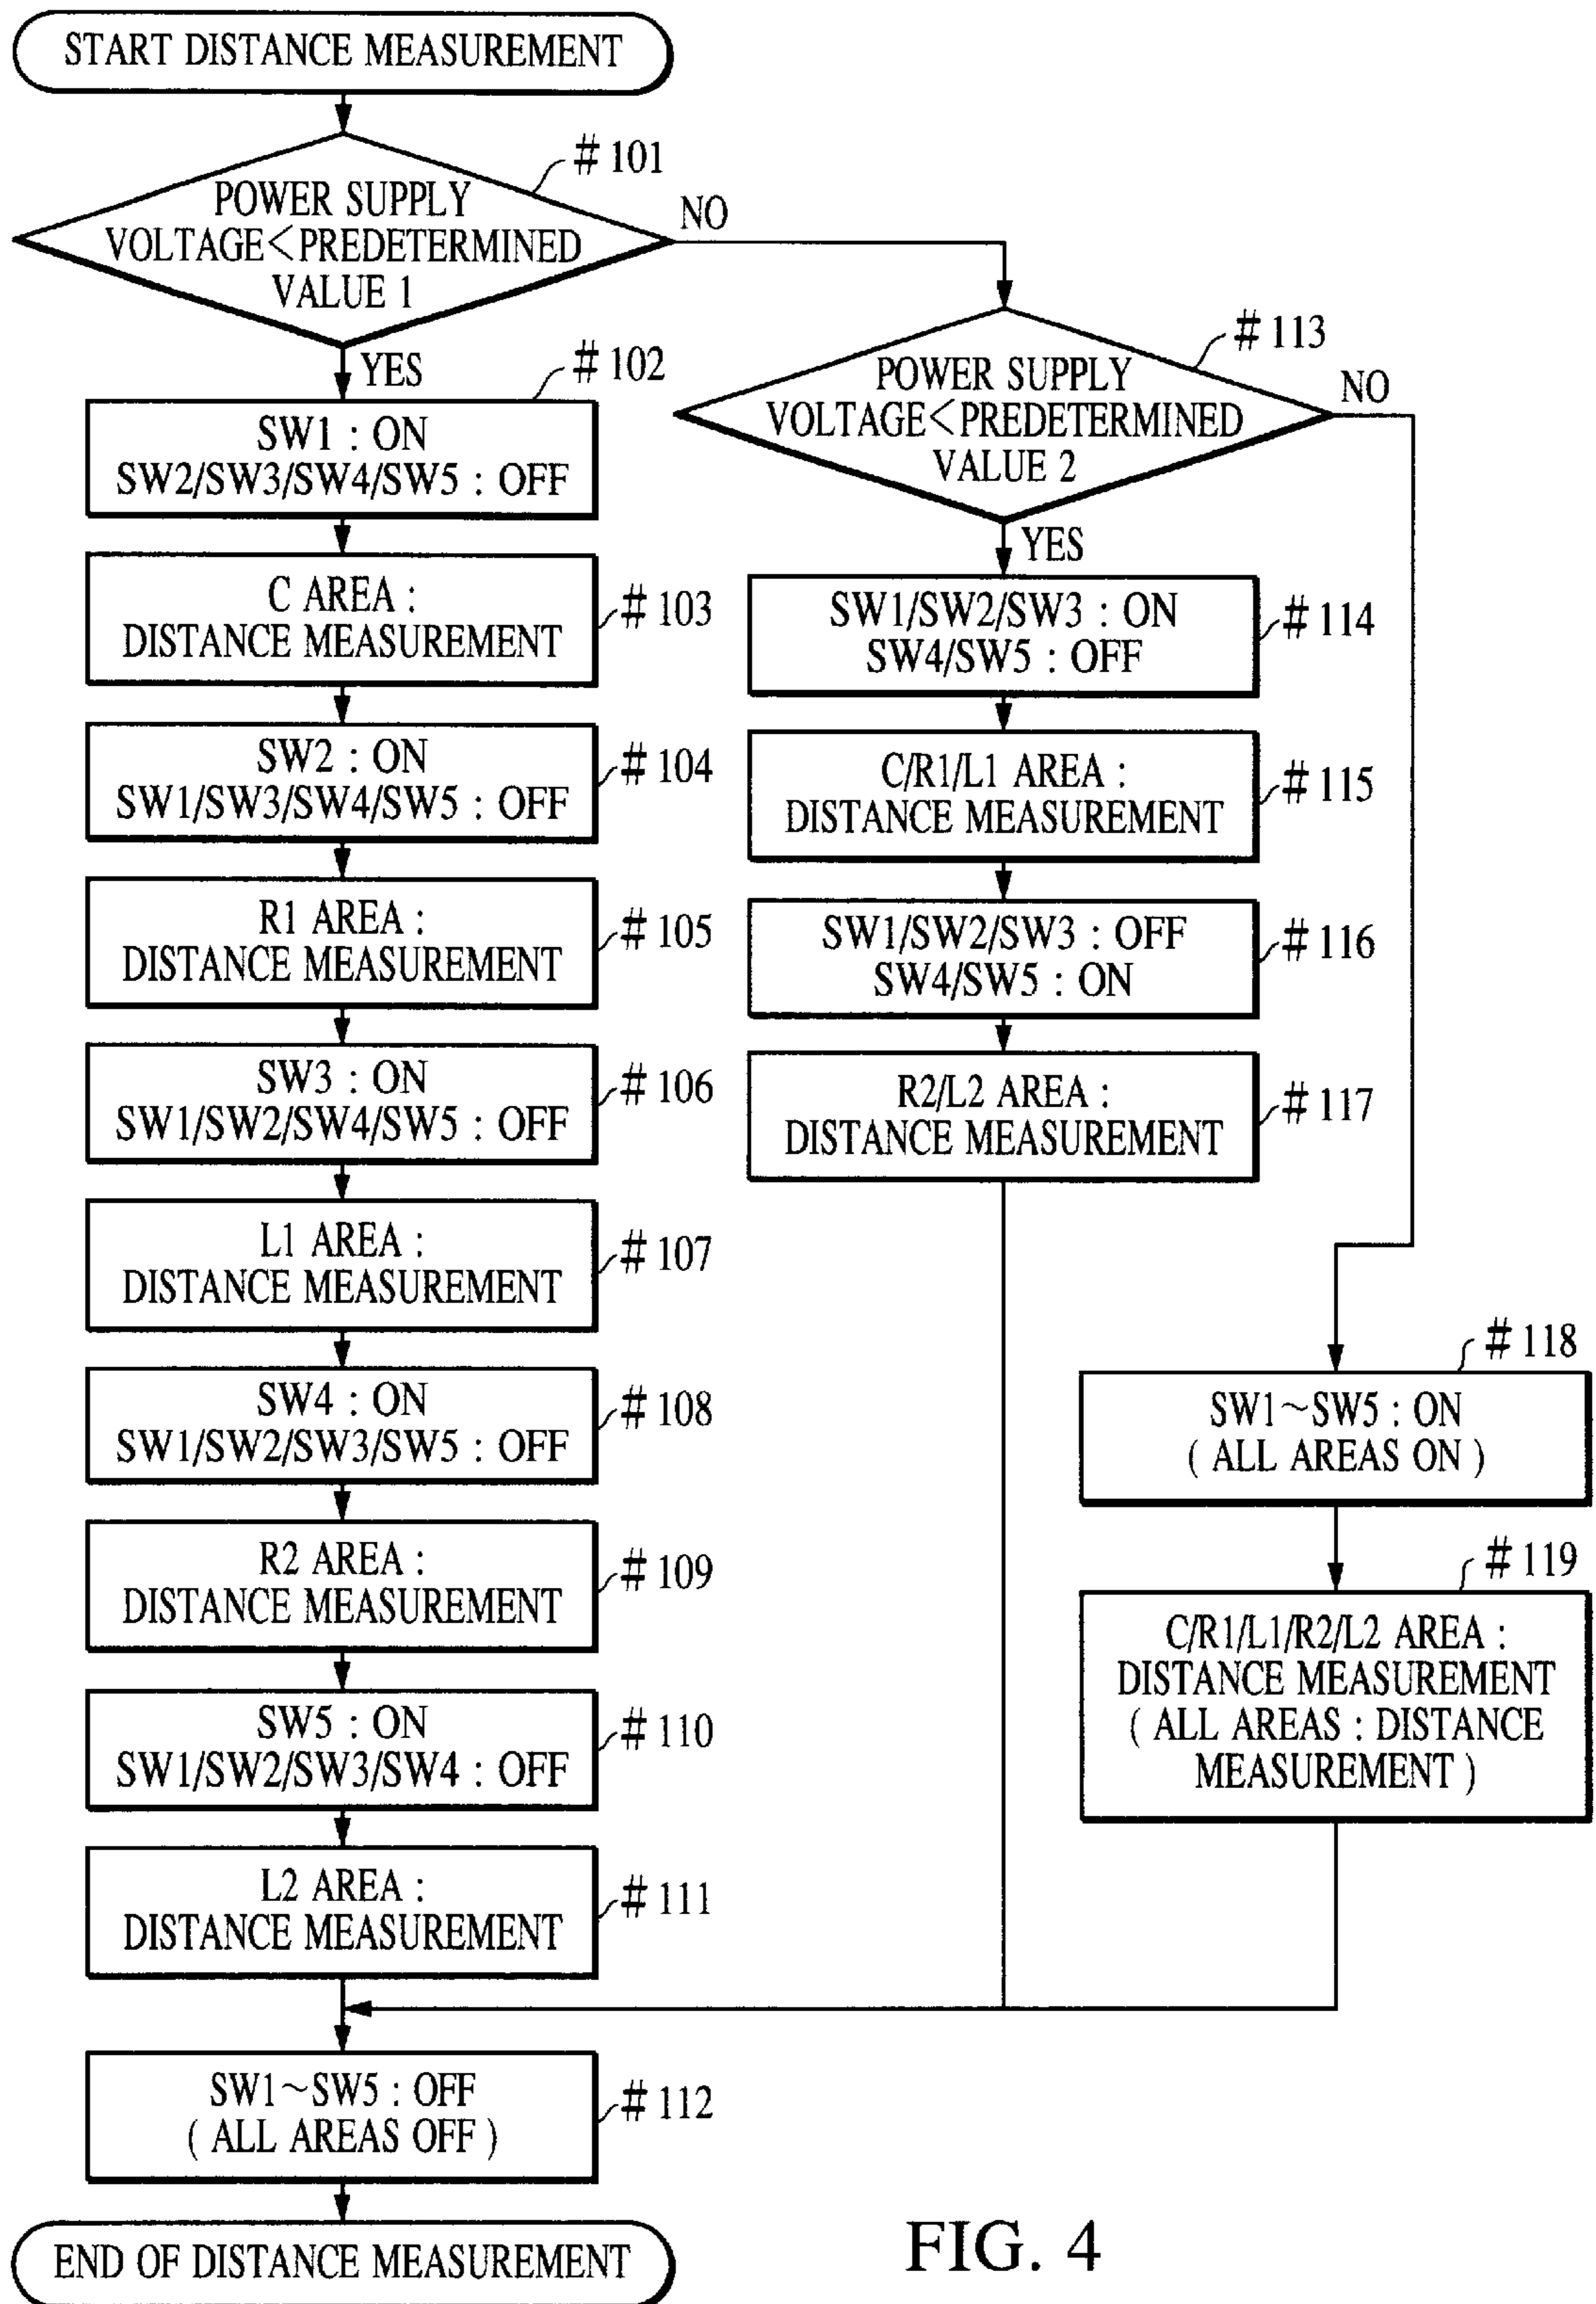 START DISTANCE MEASUREMENT
# 101
POWER SUPPLY
VOLTAGE<PREDETERMINED
VALUE 1
NO
YES
# 102
SW1 : ON
SW2/SW3/SW4/SW5 : OFF
C AREA :
DISTANCE MEASUREMENT
# 103
SW2 : ON
SW1/SW3/SW4/SW5 : OFF
# 104
R1 AREA :
DISTANCE MEASUREMENT
# 105
SW3 : ON
SW1/SW2/SW4/SW5 : OFF
# 106
L1 AREA :
DISTANCE MEASUREMENT
# 107
SW4 : ON
SW1/SW2/SW3/SW5 : OFF
# 108
R2 AREA :
DISTANCE MEASUREMENT
# 109
SW5 : ON
SW1/SW2/SW3/SW4 : OFF
# 110
L2 AREA :
DISTANCE MEASUREMENT
# 111
SW1~SW5 : OFF
( ALL AREAS OFF )
# 112
END OF DISTANCE MEASUREMENT
# 113
POWER SUPPLY
VOLTAGE<PREDETERMINED
VALUE 2
NO
YES
SW1/SW2/SW3 : ON
SW4/SW5 : OFF
# 114
C/R1/L1 AREA :
DISTANCE MEASUREMENT
# 115
SW1/SW2/SW3 : OFF
SW4/SW5 : ON
# 116
R2/L2 AREA :
DISTANCE MEASUREMENT
# 117
# 118
SW1~SW5 : ON
( ALL AREAS ON )
# 119
C/R1/L1/R2/L2 AREA :
DISTANCE MEASUREMENT
( ALL AREAS : DISTANCE
MEASUREMENT )
FIG. 4